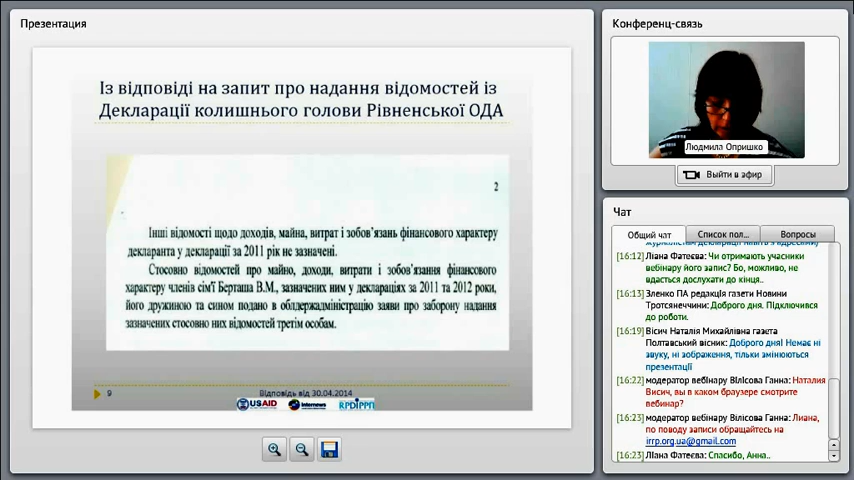 Презентация
Із відповіді на запит про надання відомостей із
Декларації колишнього голови Рівненської ОДА
2
Інші відомості щодо доходів, майна, витрат і зобов'язань фінансового характеру
декларанта у декларації за 2011 рік не зазначені.
Стосовно відомостей про майно, доходи, витрати і зобов'язання фінансового
характеру членів сім'ї Берташа В.М., зазначених ним у деклараціях за 2011 та 2012 роки,
його дружиною та сином подано в облдержадміністрацію заяви про заборону надання
зазначених стосовно них відомостей третім особам.
9
Відповідь від 30.04.2014
USAID
Internews
Конференц-связь
Людмила Опришко
Выйти в эфир
Чат
Общий чат
Список пол...
Вопросы
[16:12] Ліана Фатєєва: Чи отримають учасники
вебінару його запис? Бо, можливо, не
вдасться дослухати до кінця..
[16:13] Зленко ПА редакція газети Новини
Тротянеччини: Доброго дня. Підключився
до роботи.
[16:19] Вісич Наталія Михайлівна газета
Полтавський вісник: Доброго дня! Немає ні
звуку, ні зображення, тільки змінюються
презентації
[16:22] модератор вебінару Вілісова Ганна: Наталия
Висич, вы в каком браузере смотрите
вебинар?
[16:23] модератор вебінару Вілісова Ганна: Лиана,
по поводу записи обращайтесь на
irrp.org.ua@gmail.com
[16:23] Ліана Фатєєва: Спасибо, Анна..